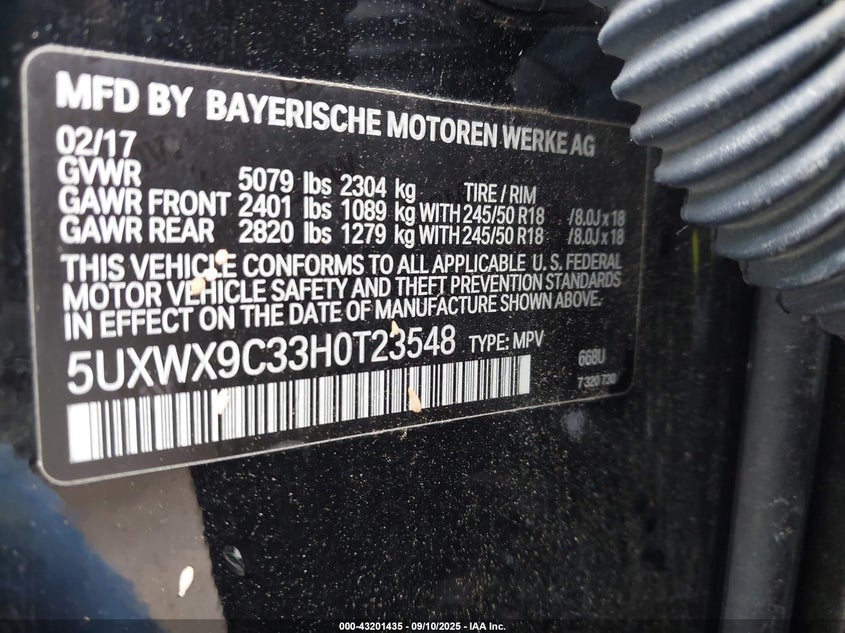 MFD BY BAYERISCHE MOTOREN WERKE AG
02/17
GVWR 5079 lbs 2304 kg TIRE / RIM
GAWR FRONT 2401 lbs 1089 kg WITH 245/50 R18 /8.0J x 18
GAWR REAR 2820 lbs 1279 kg WITH 245/50 R18 /8.0J x 18
THIS VEHICLE CONFORMS TO ALL APPLICABLE U.S. FEDERAL
MOTOR VEHICLE SAFETY AND THEFT PREVENTION STANDARDS
IN EFFECT ON THE DATE OF MANUFACTURE SHOWN ABOVE.
5UXWX9C33H0T23548 TYPE: MPV 668U
7 320 730
000-43201435 - 09/10/2025 - IAA Inc.